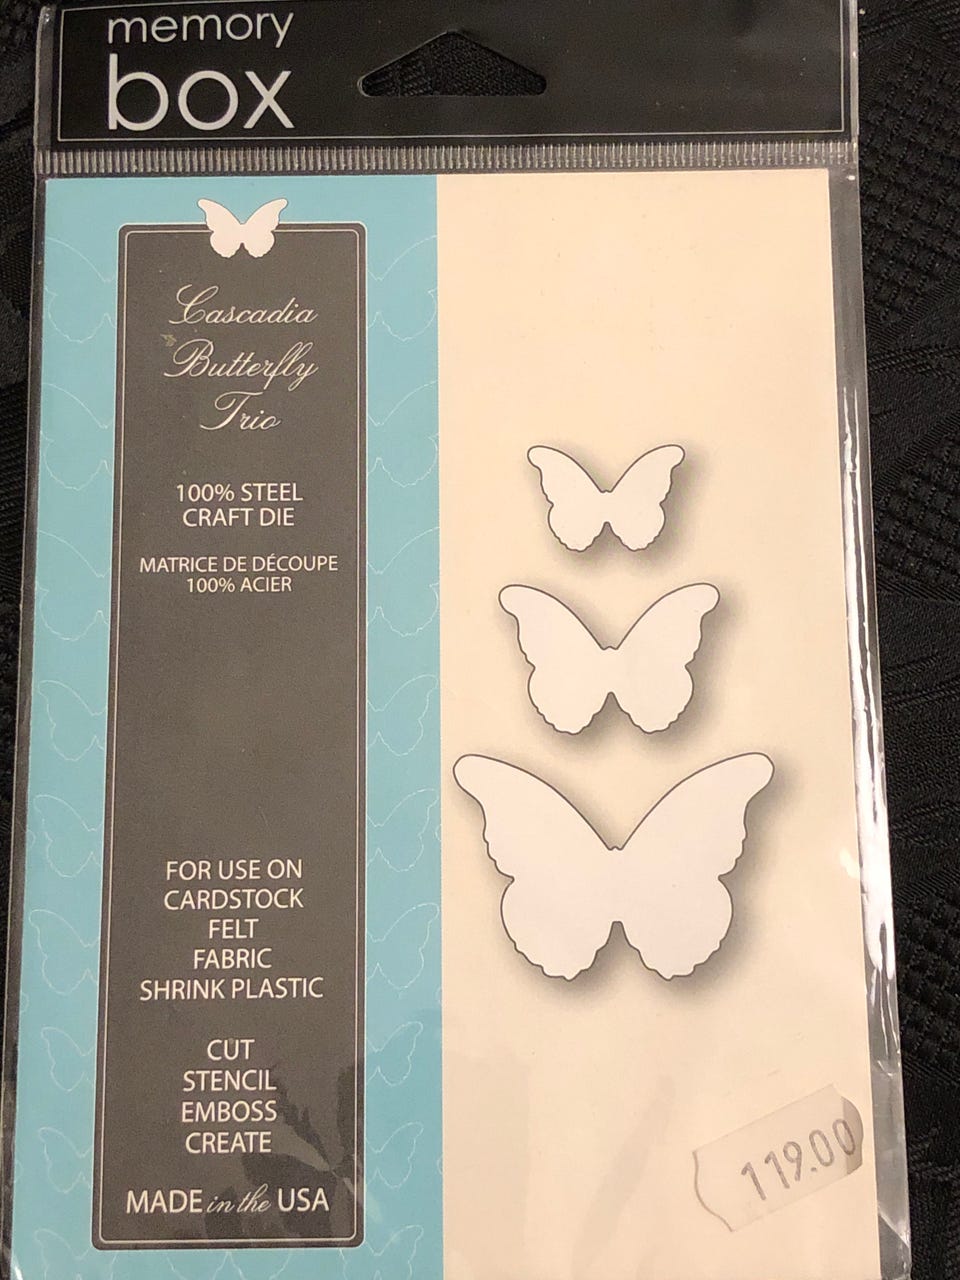 memory
box
Cascadia
Butterfly
Trio
100% STEEL
CRAFT DIE
MATRICE DE DÉCOUPE
100% ACIER
FOR USE ON
CARDSTOCK
FELT
FABRIC
SHRINK PLASTIC
CUT
STENCIL
EMBOSS
CREATE
MADE in the USA
119.00